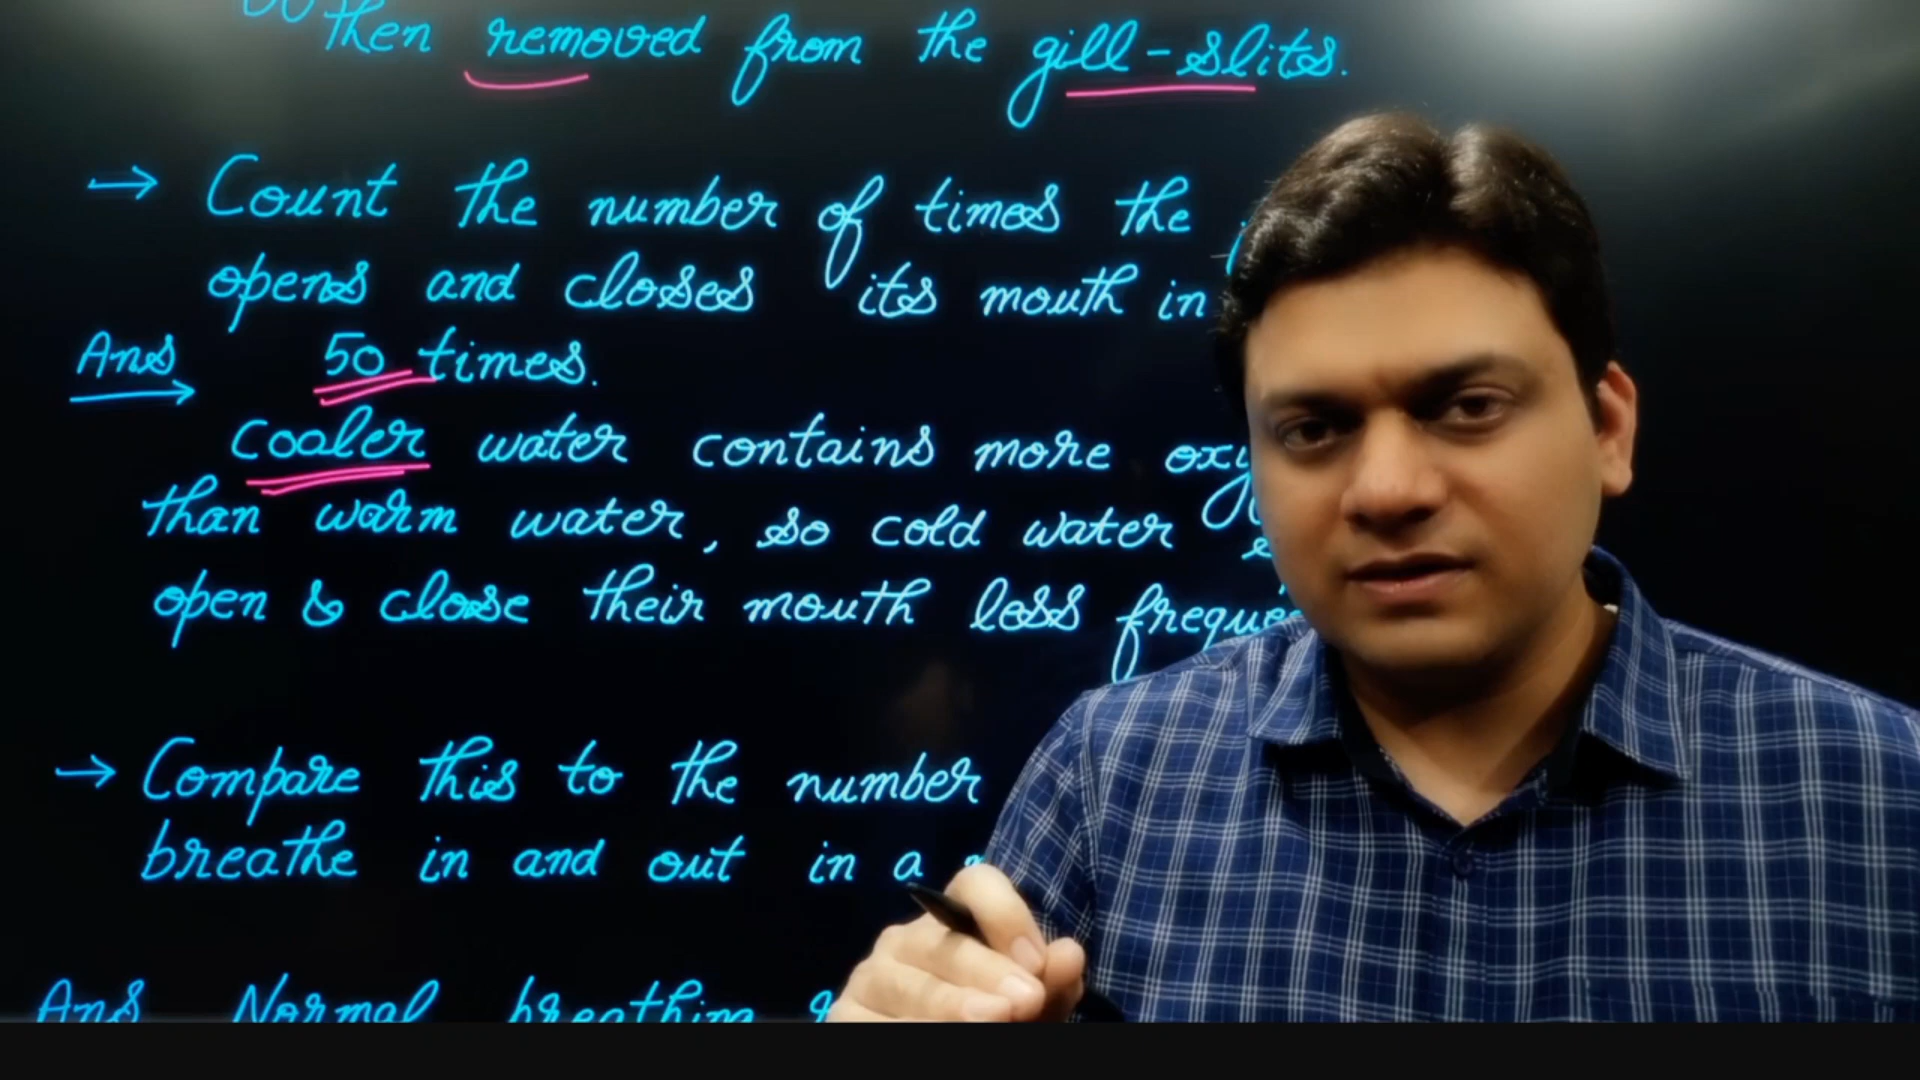 then removed from the gill-slits.
→ Count the number of times the
opens and closes its mouth in
Ans 50 times.
Cooler water contains more
than warm water, so cold water
open & close their mouth less
→ Compare this to the number
breathe in and out in a
Ans Normal breathing